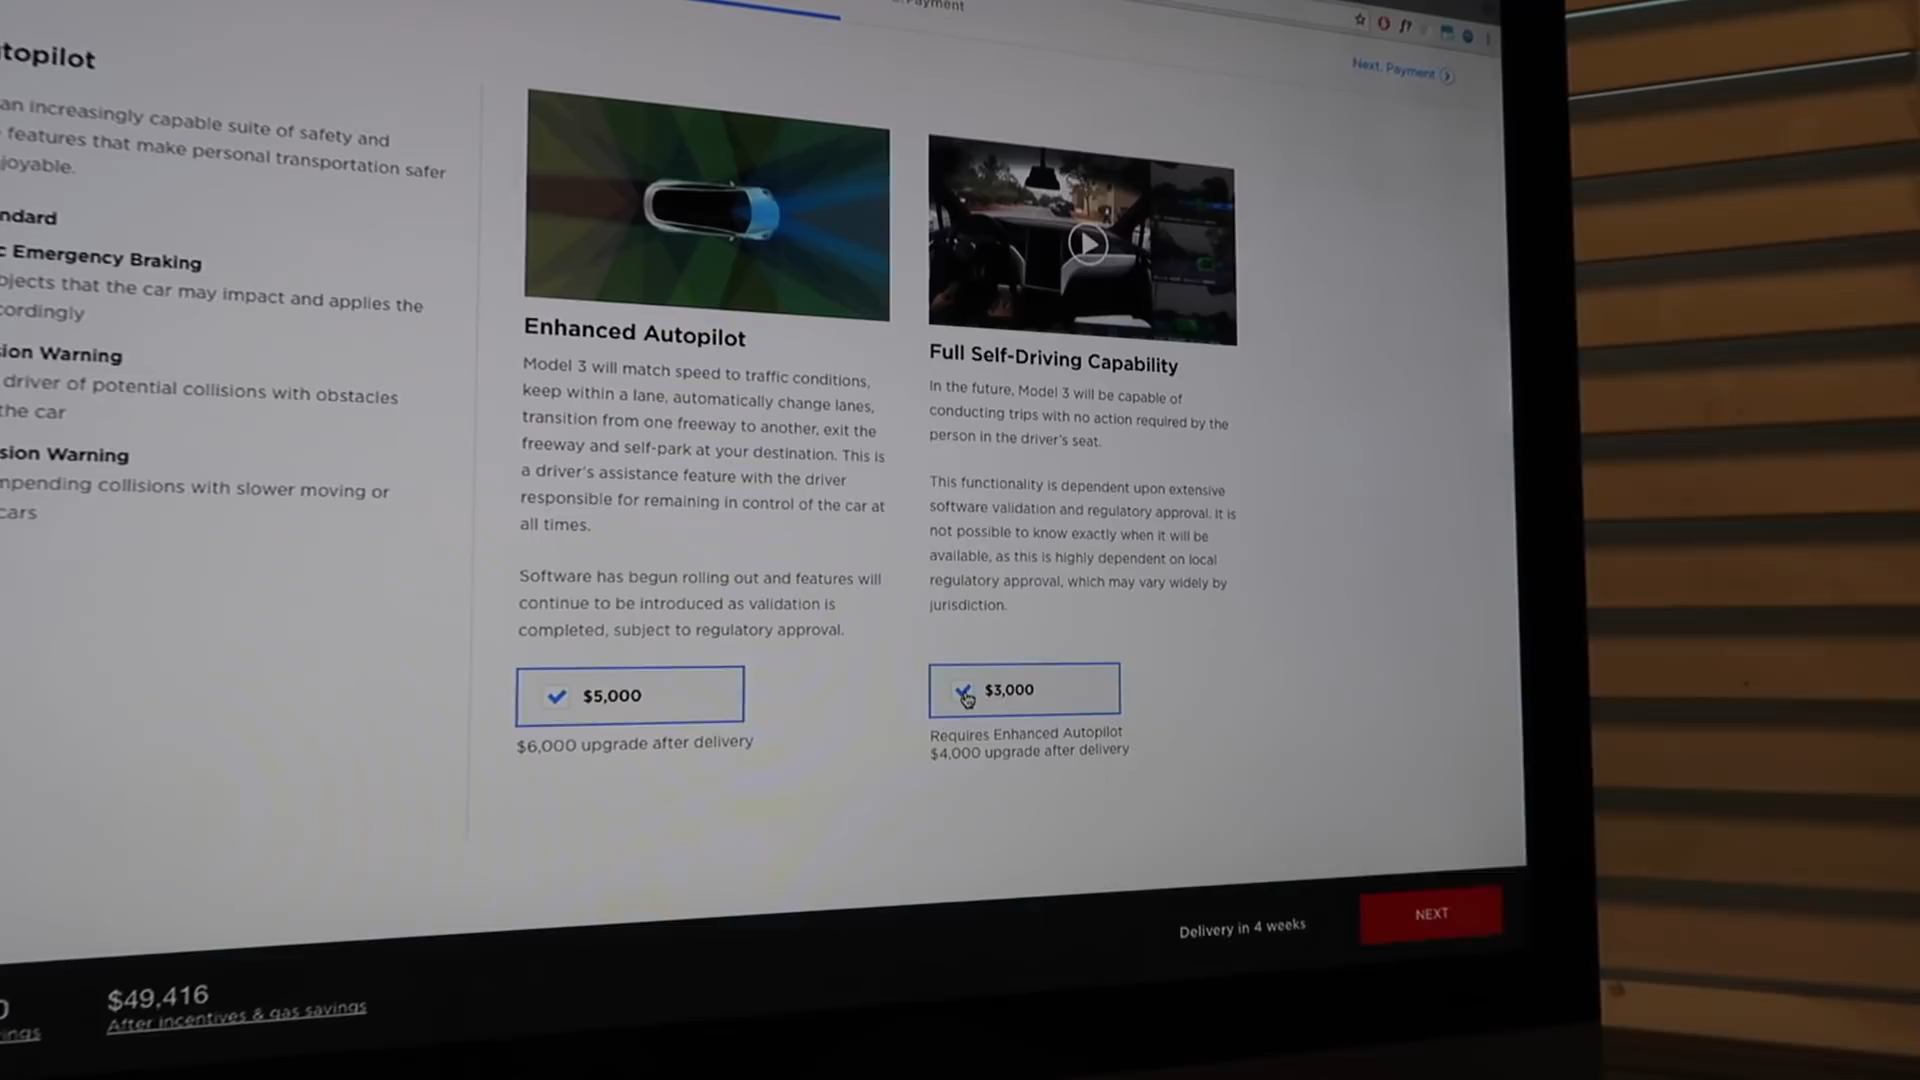 Payment
Next: Payment
topilot
an increasingly capable suite of safety and
features that make personal transportation safer
joyable.
ndard
c Emergency Braking
bjects that the car may impact and applies the
cordingly
ion Warning
driver of potential collisions with obstacles
the car
sion Warning
mpending collisions with slower moving or
cars
Enhanced Autopilot
Model 3 will match speed to traffic conditions,
keep within a lane, automatically change lanes,
transition from one freeway to another, exit the
freeway and self-park at your destination. This is
a driver's assistance feature with the driver
responsible for remaining in control of the car at
all times.
Software has begun rolling out and features will
continue to be introduced as validation is
completed, subject to regulatory approval.
$5,000
$6,000 upgrade after delivery
Full Self-Driving Capability
In the future, Model 3 will be capable of
conducting trips with no action required by the
person in the driver's seat.
This functionality is dependent upon extensive
software validation and regulatory approval. It is
not possible to know exactly when it will be
available, as this is highly dependent on local
regulatory approval, which may vary widely by
jurisdiction.
$3,000
Requires Enhanced Autopilot
$4,000 upgrade after delivery
Delivery in 4 weeks
NEXT
0
ings
$49,416
After incentives & gas savings